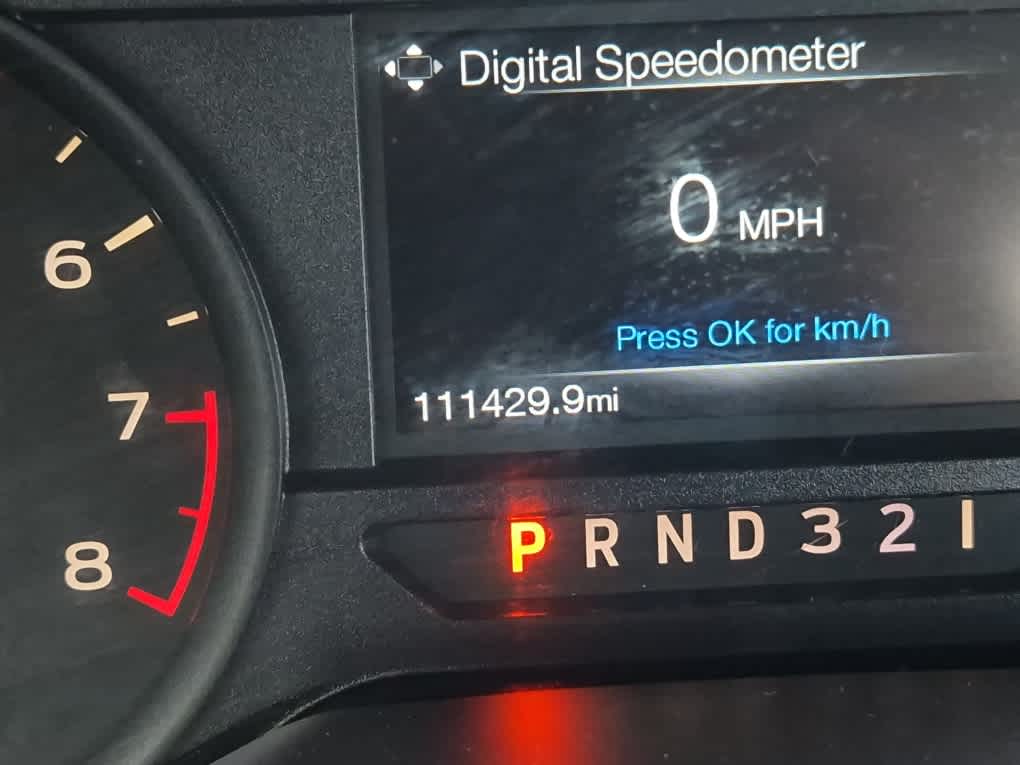 Digital Speedometer
0 MPH
Press OK for km/h
111429.9mi
6
7
8
P R N D 3 2 1